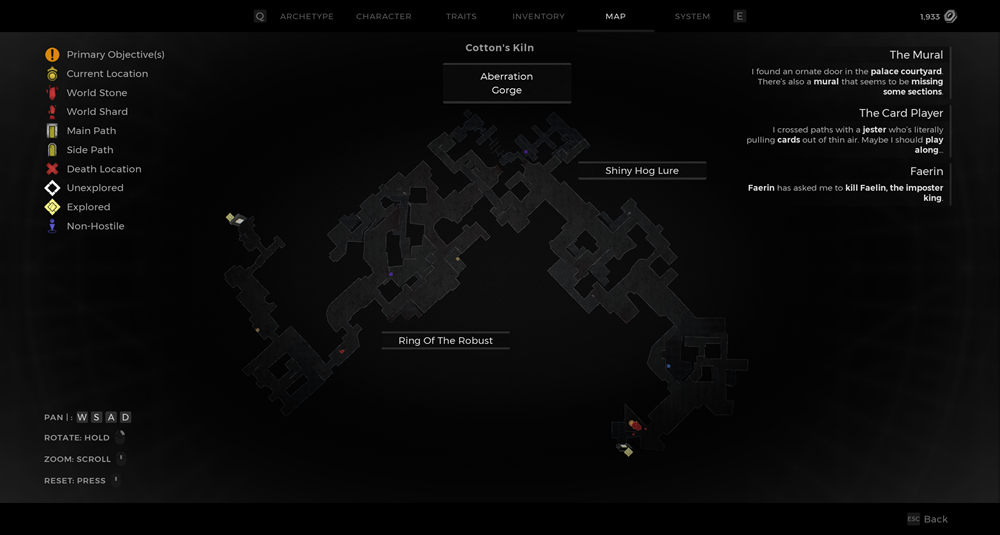 Q ARCHETYPE CHARACTER TRAITS INVENTORY MAP SYSTEM E 1,933
Cotton's Kiln
Aberration
Gorge
Shiny Hog Lure
Ring Of The Robust
Primary Objective(s)
Current Location
World Stone
World Shard
Main Path
Side Path
Death Location
Unexplored
Explored
Non-Hostile
The Mural
I found an ornate door in the palace courtyard.
There's also a mural that seems to be missing
some sections.
The Card Player
I crossed paths with a jester who's literally
pulling cards out of thin air. Maybe I should play
along...
Faerin
Faerin has asked me to kill Faelin, the imposter
king.
PAN | : W S A D
ROTATE: HOLD
ZOOM: SCROLL
RESET: PRESS
ESC Back